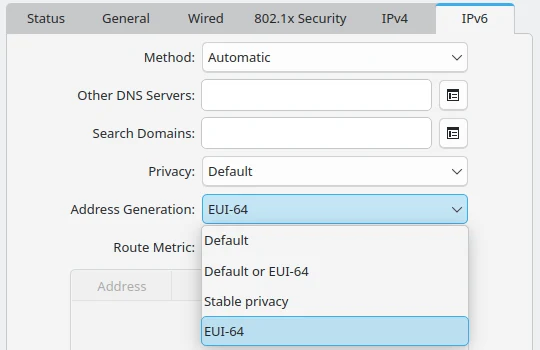 Status General Wired 802.1x Security IPv4 IPv6
Method: Automatic
Other DNS Servers:
Search Domains:
Privacy: Default
Address Generation: EUI-64
Route Metric:
Default
Default or EUI-64
Address
Stable privacy
EUI-64